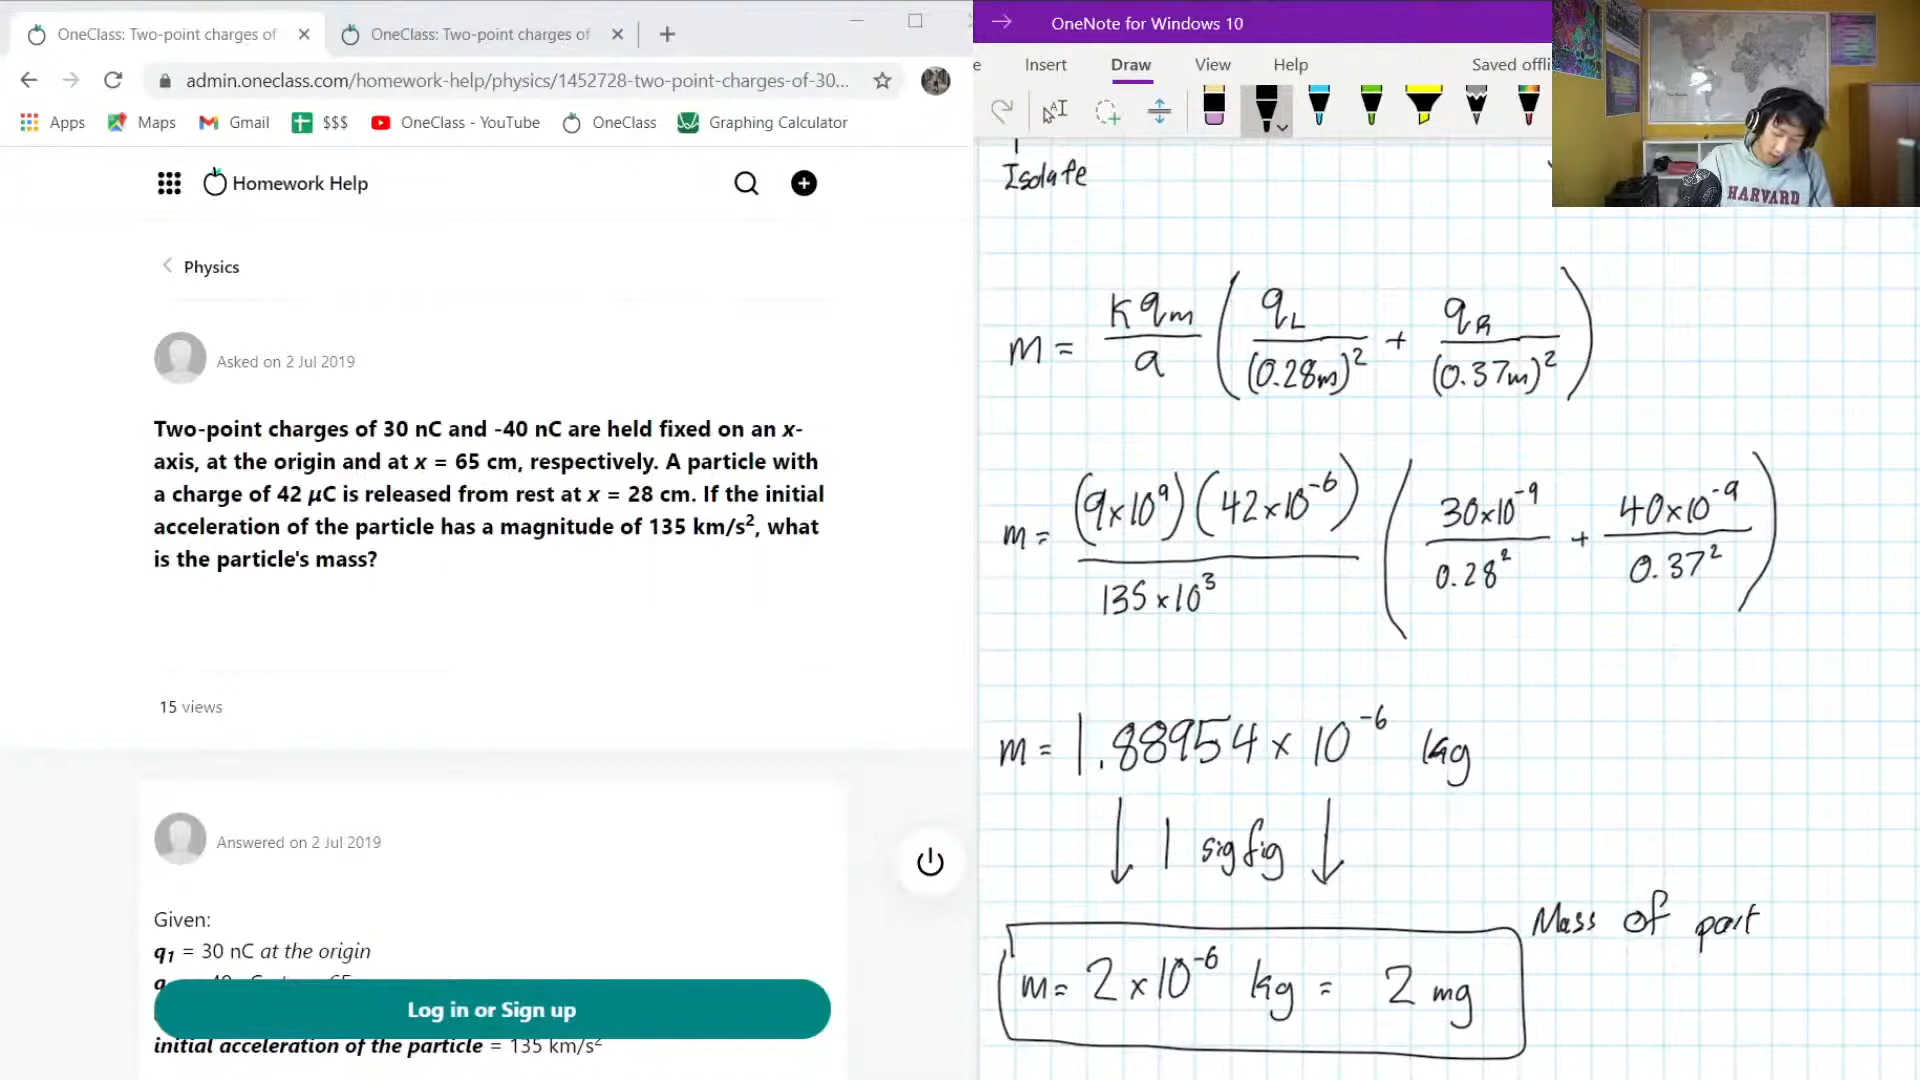 OneClass: Two-point charges of
OneClass: Two-point charges of
admin.oneclass.com/homework-help/physics/1452728-two-point-charges-of-30...
Apps Maps Gmail $$$ OneClass - YouTube OneClass Graphing Calculator
Homework Help
Physics
Asked on 2 Jul 2019
Two-point charges of 30 nC and -40 nC are held fixed on an x-
axis, at the origin and at x = 65 cm, respectively. A particle with
a charge of 42 μC is released from rest at x = 28 cm. If the initial
acceleration of the particle has a magnitude of 135 km/s², what
is the particle's mass?
15 views
Answered on 2 Jul 2019
Given:
q₁ = 30 nC at the origin
Log in or Sign up
initial acceleration of the particle = 135 km/s²
OneNote for Windows 10
Insert Draw View Help Saved offli
HARVARD
Isolate
m = K qm / a ( qL / (0.28m)² + qR / (0.37m)² )
m = (9×10⁹)(42×10⁻⁶) / 135×10³ ( 30×10⁻⁹ / 0.28² + 40×10⁻⁹ / 0.37² )
m = 1.88954 × 10⁻⁶ kg
↓ 1 sig fig ↓
Mass of part
m = 2 × 10⁻⁶ kg = 2 mg